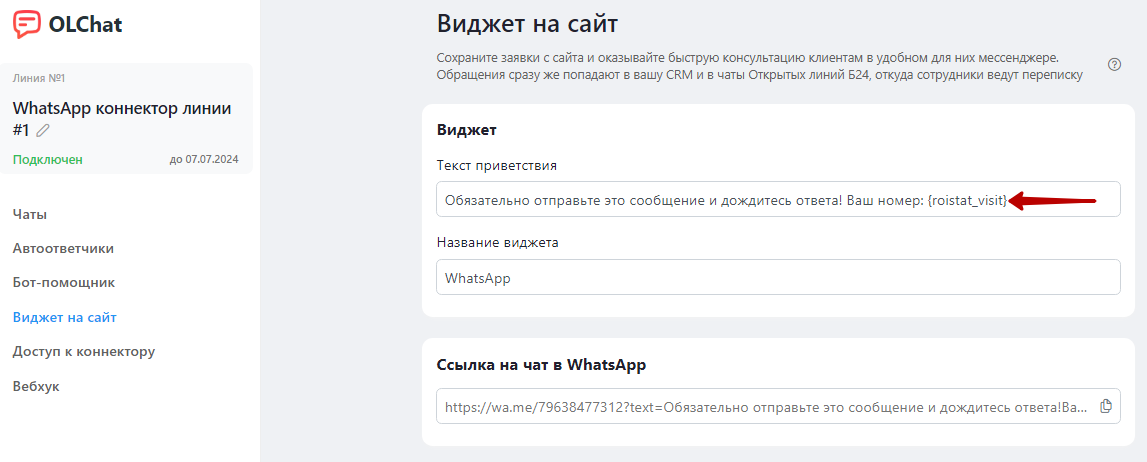 OLChat
Линия №1
WhatsApp коннектор линии
#1
Подключен
до 07.07.2024
Чаты
Автоответчики
Бот-помощник
Виджет на сайт
Доступ к коннектору
Вебхук
Виджет на сайт
Сохраните заявки с сайта и оказывайте быструю консультацию клиентам в удобном для них мессенджере.
Обращения сразу же попадают в вашу CRM и в чаты Открытых линий Б24, откуда сотрудники ведут переписку
?
Виджет
Текст приветствия
Обязательно отправьте это сообщение и дождитесь ответа! Ваш номер: {roistat_visit}
Название виджета
WhatsApp
Ссылка на чат в WhatsApp
https://wa.me/79638477312?text=Обязательно отправьте это сообщение и дождитесь ответа!Ва...